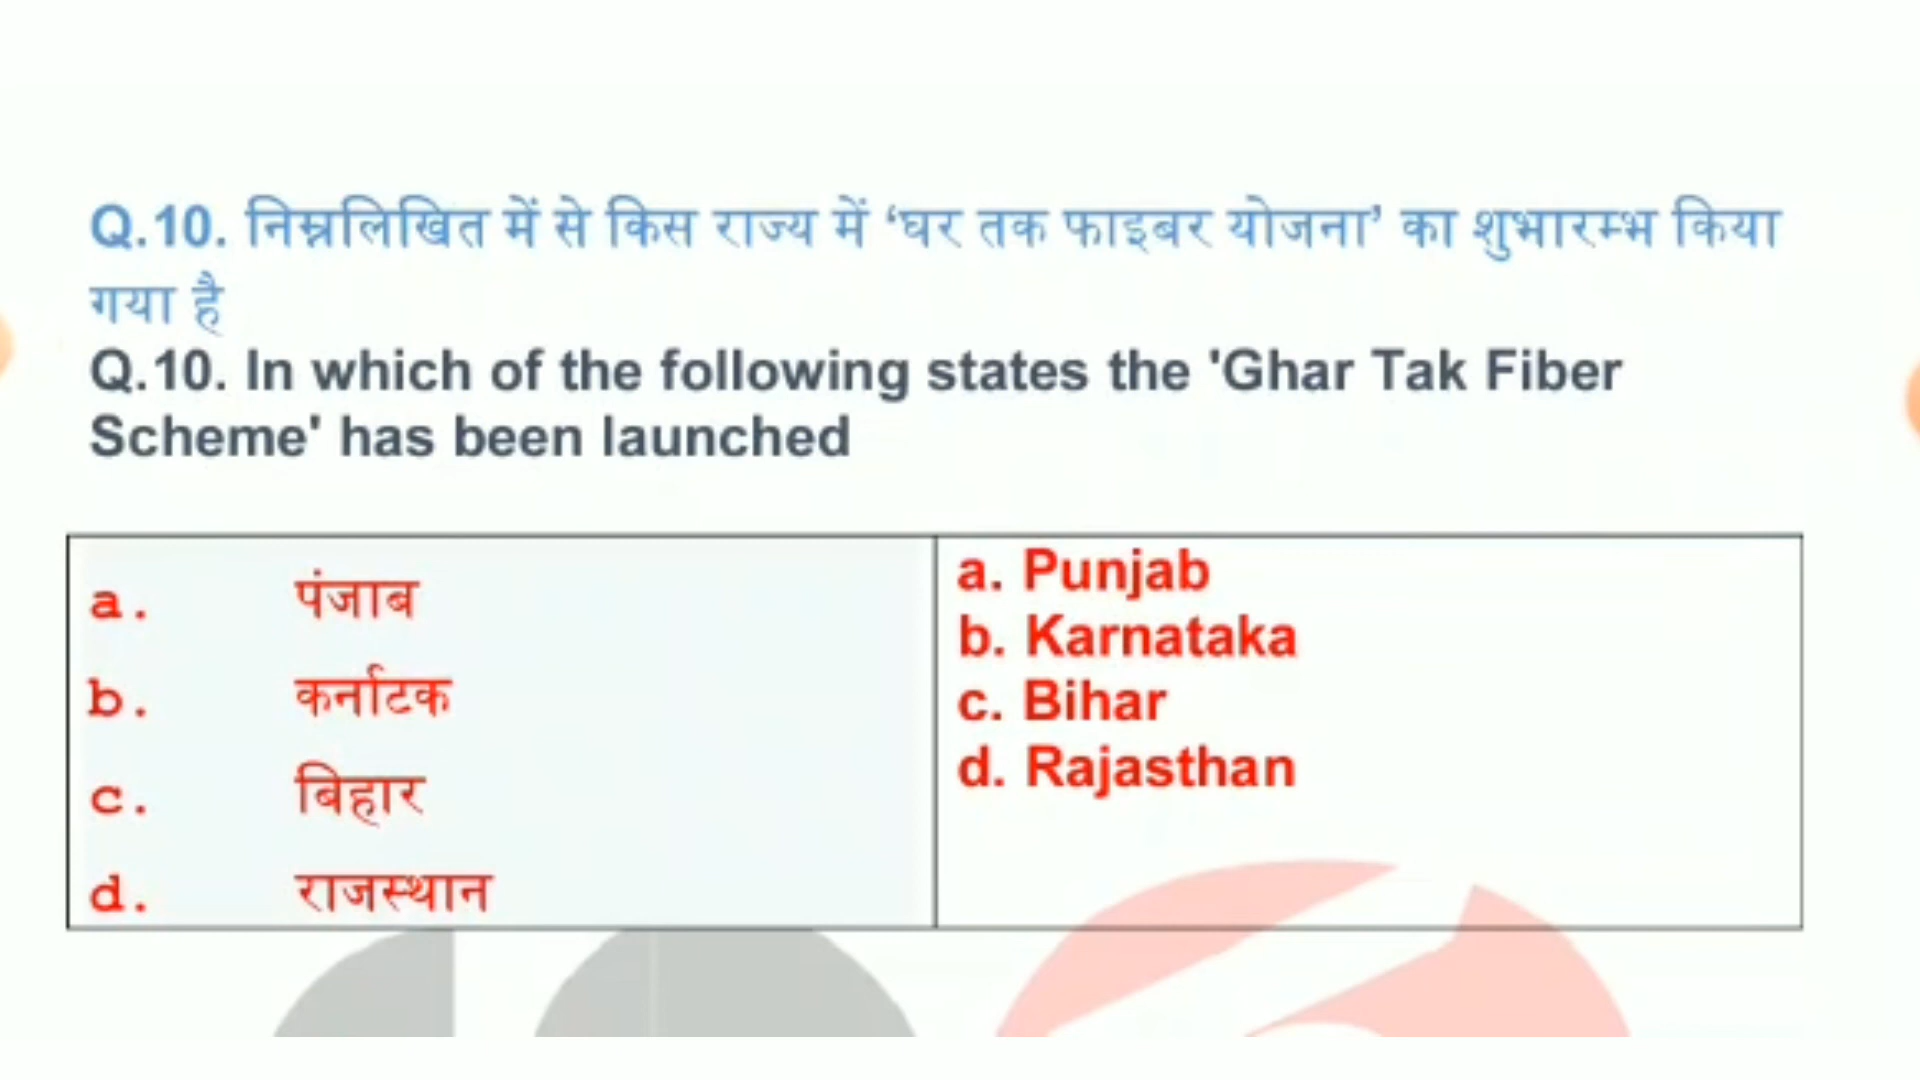 Q.10. निम्नलिखित में से किस राज्य में ‘घर तक फाइबर योजना’ का शुभारम्भ किया
गया है
Q.10. In which of the following states the 'Ghar Tak Fiber
Scheme' has been launched
a. पंजाब
b. कर्नाटक
c. बिहार
d. राजस्थान
a. Punjab
b. Karnataka
c. Bihar
d. Rajasthan